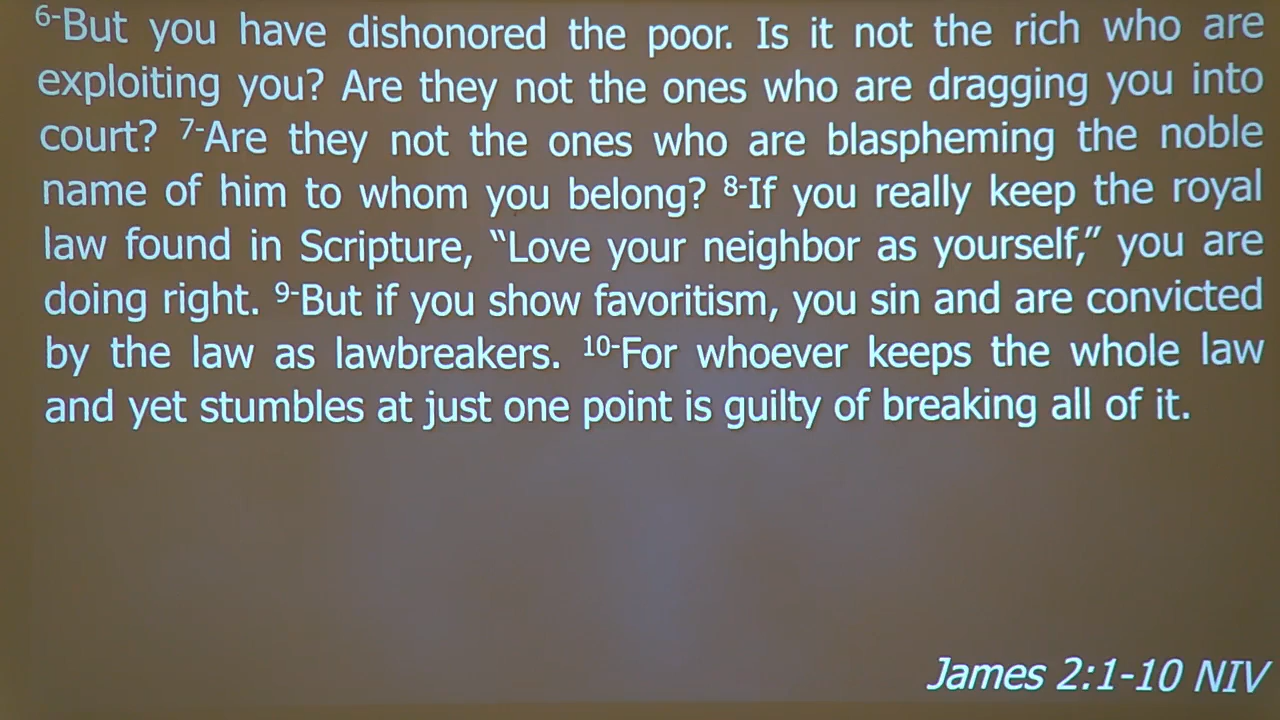 6-But you have dishonored the poor. Is it not the rich who are
exploiting you? Are they not the ones who are dragging you into
court? 7-Are they not the ones who are blaspheming the noble
name of him to whom you belong? 8-If you really keep the royal
law found in Scripture, “Love your neighbor as yourself,” you are
doing right. 9-But if you show favoritism, you sin and are convicted
by the law as lawbreakers. 10-For whoever keeps the whole law
and yet stumbles at just one point is guilty of breaking all of it.
James 2:1-10 NIV